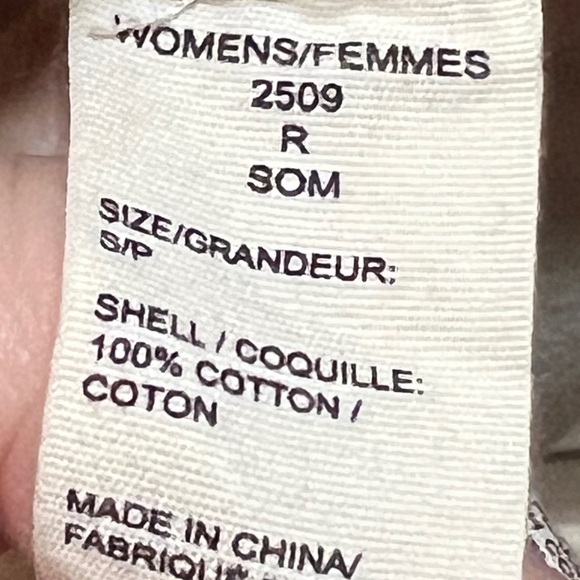 WOMENS/FEMMES
2509
R
SOM
SIZE/GRANDEUR:
S/P
SHELL / COQUILLE:
100% COTTON /
COTON
MADE IN CHINA/